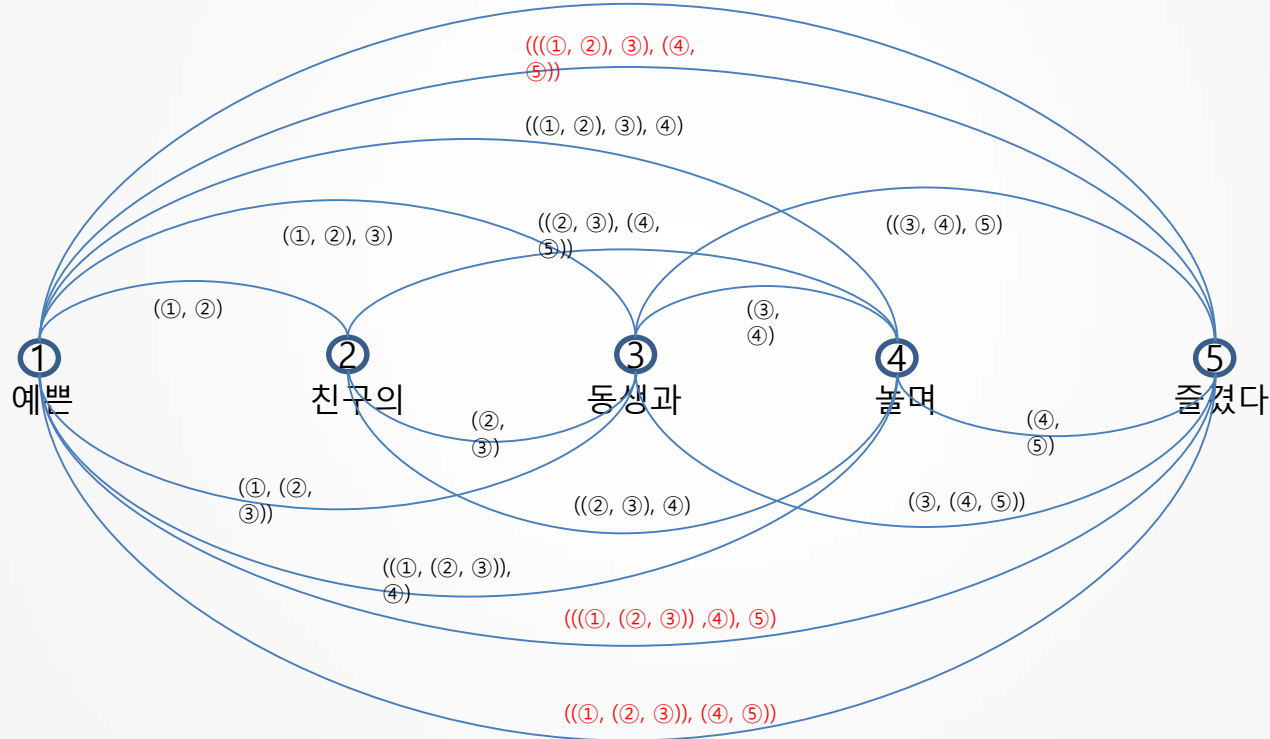 (((①, ②), ③), (④,
⑤))
((①, ②), ③), ④)
(①, ②), ③)
((②, ③), (④,
⑤))
((③, ④), ⑤)
(①, ②)
(③,
④)
1
2
3
4
5
예쁜
친구의
동생과
놀며
즐겼다
(②,
③)
(④,
⑤)
(①, (②,
③))
((②, ③), ④)
(③, (④, ⑤))
((①, (②, ③)),
④)
(((①, (②, ③)) ,④), ⑤)
((①, (②, ③)), (④, ⑤))